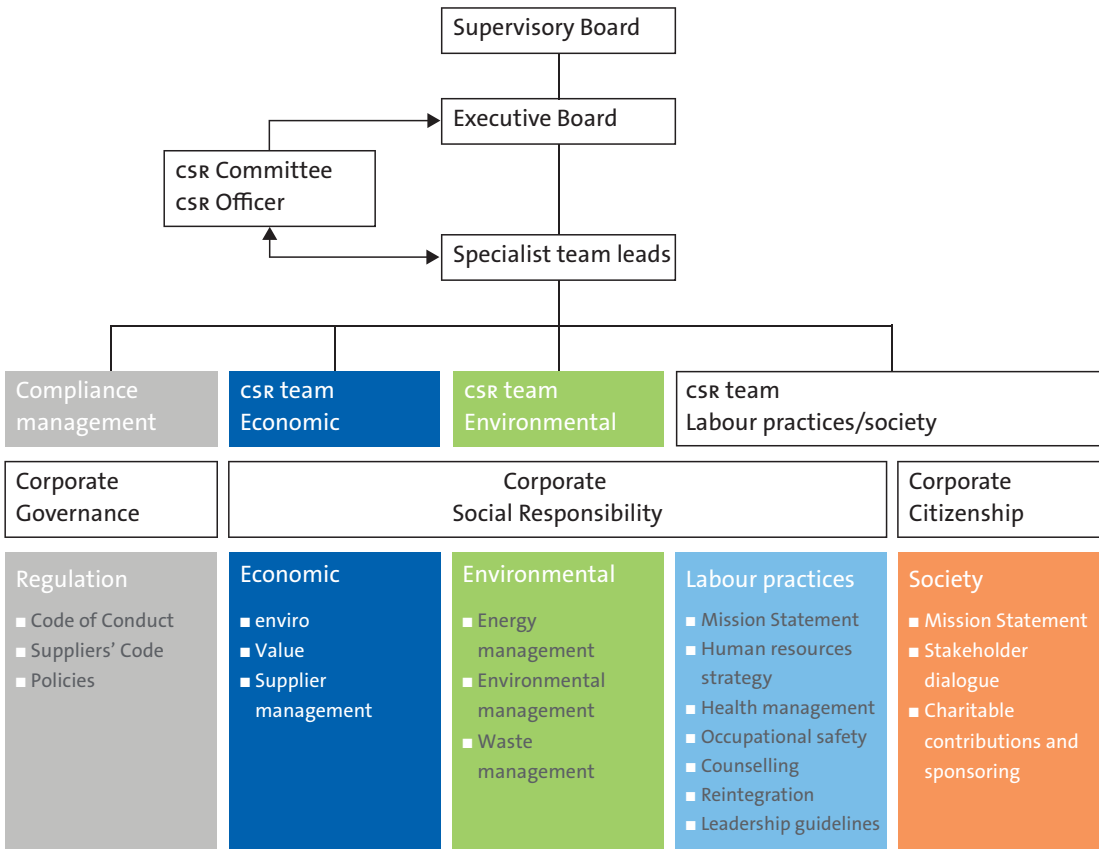 Supervisory Board
Executive Board
CSR Committee
CSR Officer
Specialist team leads
Compliance
management
CSR team
Economic
CSR team
Environmental
CSR team
Labour practices/society
Corporate
Governance
Corporate
Social Responsibility
Corporate
Citizenship
Regulation
■ Code of Conduct
■ Suppliers’ Code
■ Policies
Economic
■ enviro
■ Value
■ Supplier
management
Environmental
■ Energy
management
■ Environmental
management
■ Waste
management
Labour practices
■ Mission Statement
■ Human resources
strategy
■ Health management
■ Occupational safety
■ Counselling
■ Reintegration
■ Leadership guidelines
Society
■ Mission Statement
■ Stakeholder
dialogue
■ Charitable
contributions and
sponsoring